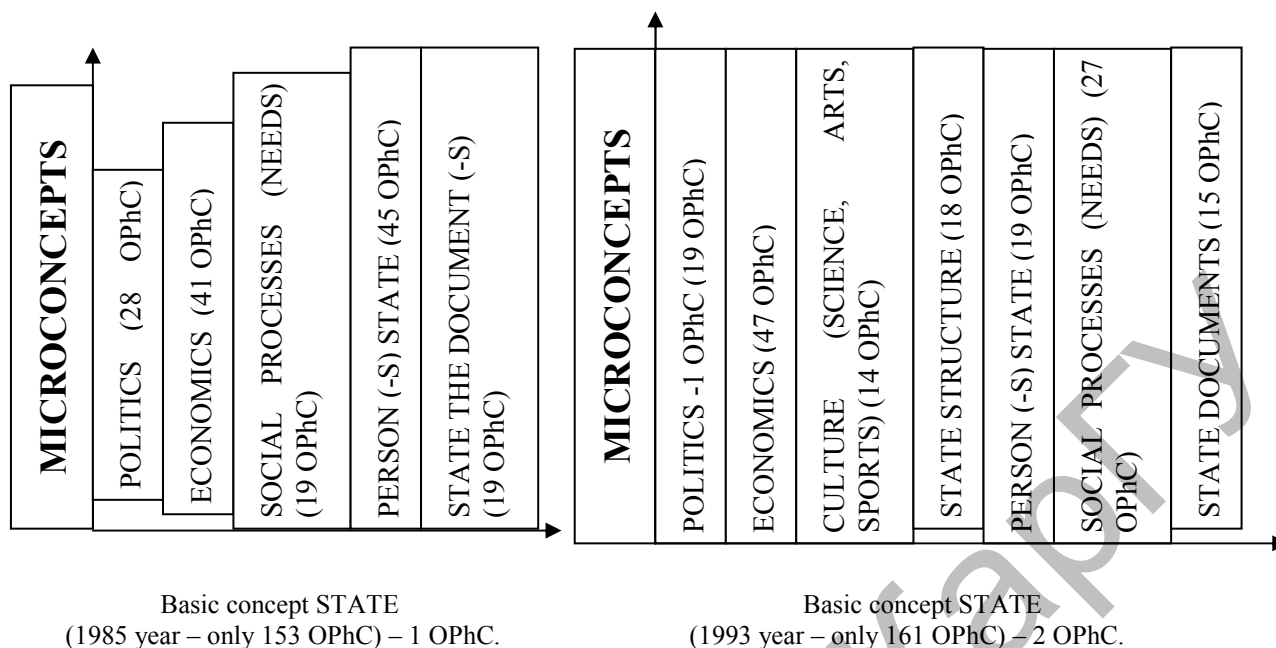 MICROCONCEPTS
POLITICS (28 OPhC)
ECONOMICS (41 OPhC)
SOCIAL PROCESSES (NEEDS)
(19 OPhC)
PERSON (-S) STATE (45 OPhC)
STATE THE DOCUMENT (-S)
(19 OPhC)
Basic concept STATE
(1985 year – only 153 OPhC) – 1 OPhC.
MICROCONCEPTS
POLITICS -1 OPhC (19 OPhC)
ECONOMICS (47 OPhC)
CULTURE (SCIENCE, ARTS,
SPORTS) (14 OPhC)
STATE STRUCTURE (18 OPhC)
PERSON (-S) STATE (19 OPhC)
SOCIAL PROCESSES (NEEDS) (27
OPhC)
STATE DOCUMENTS (15 OPhC)
Basic concept STATE
(1993 year – only 161 OPhC) – 2 OPhC.
КарГУ